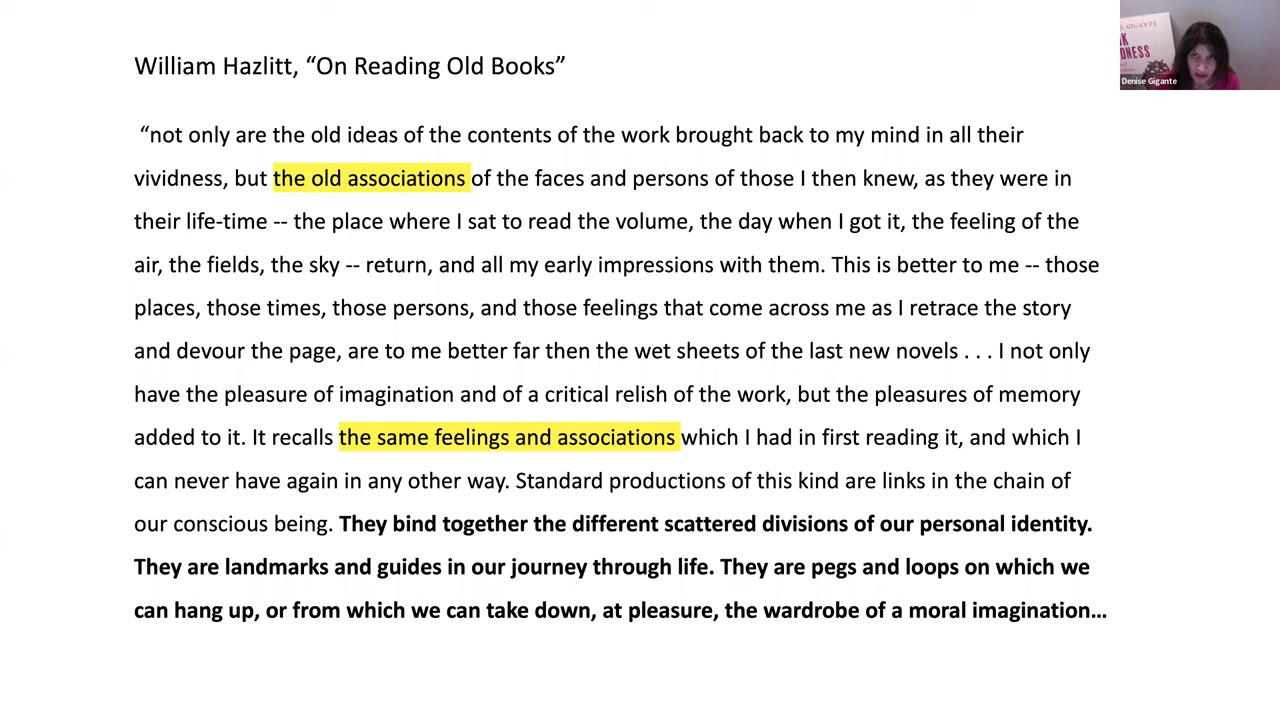 William Hazlitt, “On Reading Old Books”
“not only are the old ideas of the contents of the work brought back to my mind in all their
vividness, but the old associations of the faces and persons of those I then knew, as they were in
their life-time -- the place where I sat to read the volume, the day when I got it, the feeling of the
air, the fields, the sky -- return, and all my early impressions with them. This is better to me -- those
places, those times, those persons, and those feelings that come across me as I retrace the story
and devour the page, are to me better far then the wet sheets of the last new novels . . . I not only
have the pleasure of imagination and of a critical relish of the work, but the pleasures of memory
added to it. It recalls the same feelings and associations which I had in first reading it, and which I
can never have again in any other way. Standard productions of this kind are links in the chain of
our conscious being. They bind together the different scattered divisions of our personal identity.
They are landmarks and guides in our journey through life. They are pegs and loops on which we
can hang up, or from which we can take down, at pleasure, the wardrobe of a moral imagination...
E GIGANTE
Denise Gigante